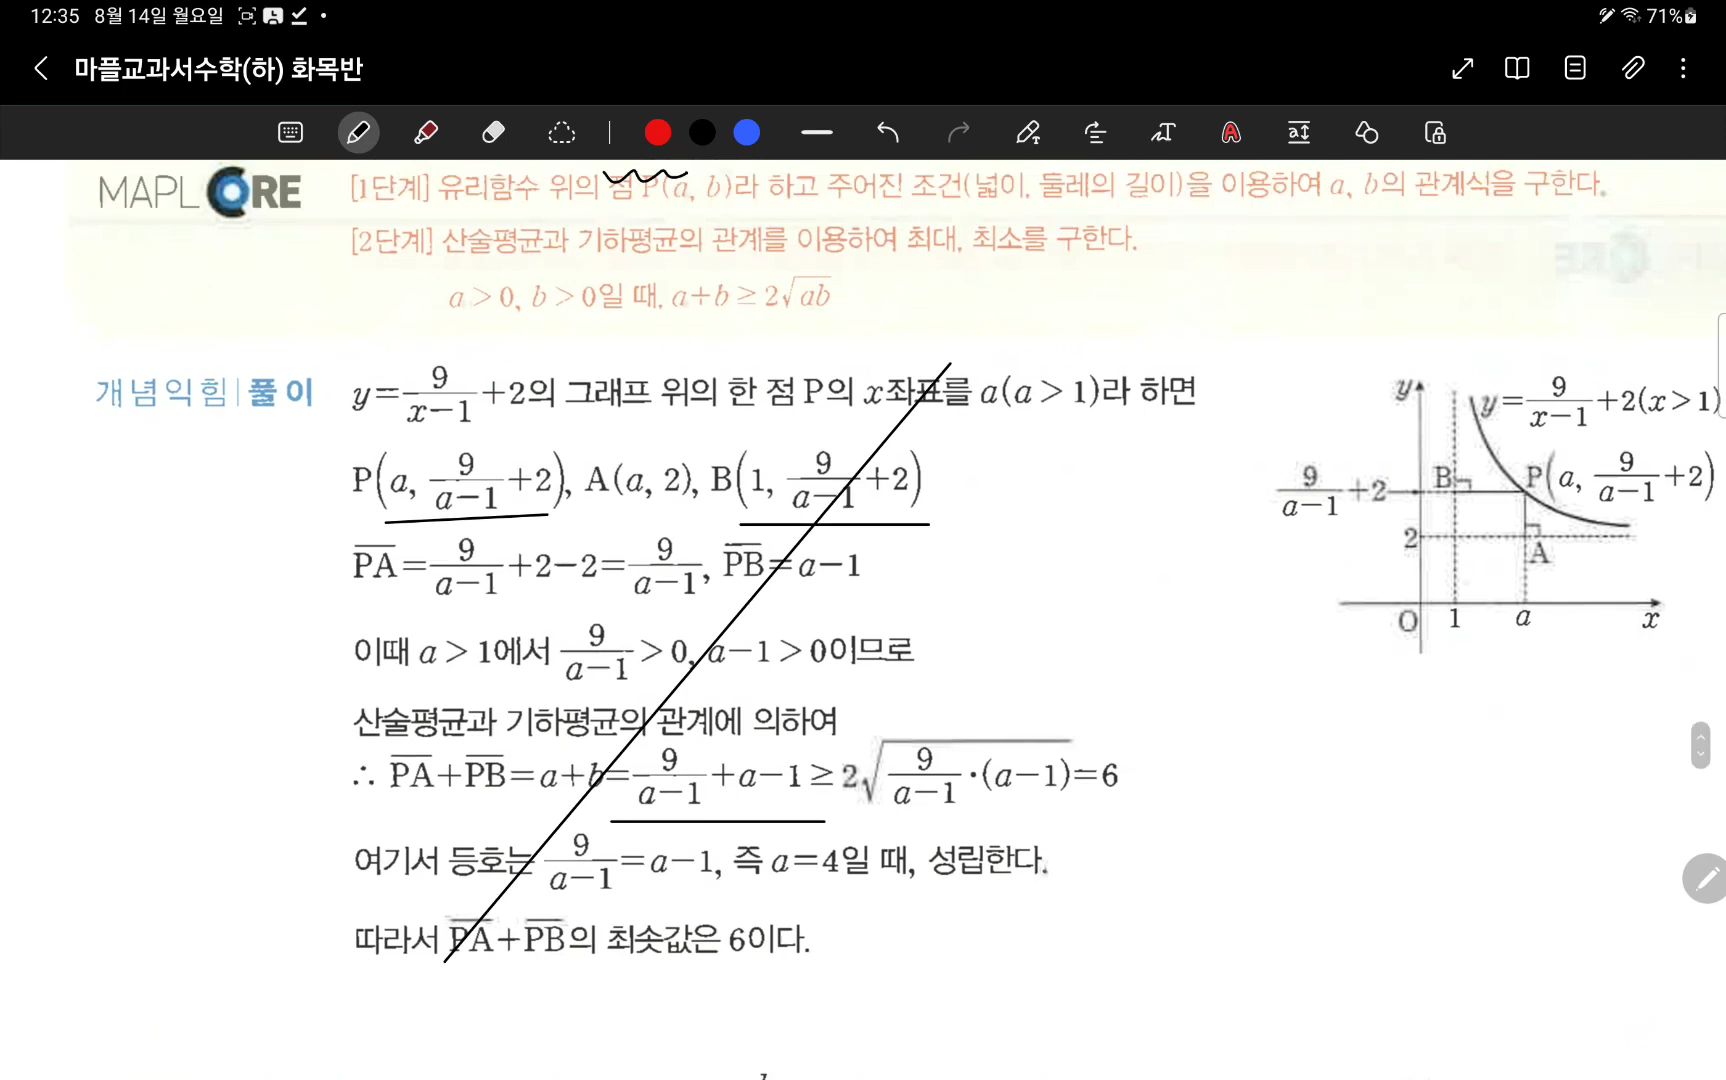 12:35 8월 14일 월요일 71%
마플교과서수학(하) 화목반
MAPL CORE [1단계] 유리함수 위의 점 P(a, b)라 하고 주어진 조건(넓이, 둘레의 길이)을 이용하여 a, b의 관계식을 구한다.
[2단계] 산술평균과 기하평균의 관계를 이용하여 최대, 최소를 구한다.
a>0, b>0일 때, a+b≥2√ab
개념익힘|풀이 y=9/(x-1)+2의 그래프 위의 한 점 P의 x좌표를 a(a>1)라 하면
P(a, 9/(a-1)+2), A(a, 2), B(1, 9/(a-1)+2)
PA=9/(a-1)+2-2=9/(a-1), PB=a-1
이때 a>1에서 9/(a-1)>0, a-1>0이므로
산술평균과 기하평균의 관계에 의하여
∴ PA+PB=a+b=9/(a-1)+a-1≥2√(9/(a-1)·(a-1))=6
여기서 등호는 9/(a-1)=a-1, 즉 a=4일 때, 성립한다.
따라서 PA+PB의 최솟값은 6이다.
y
y=9/(x-1)+2(x>1)
9/(a-1)+2
B
P(a, 9/(a-1)+2)
2
A
O 1 a x